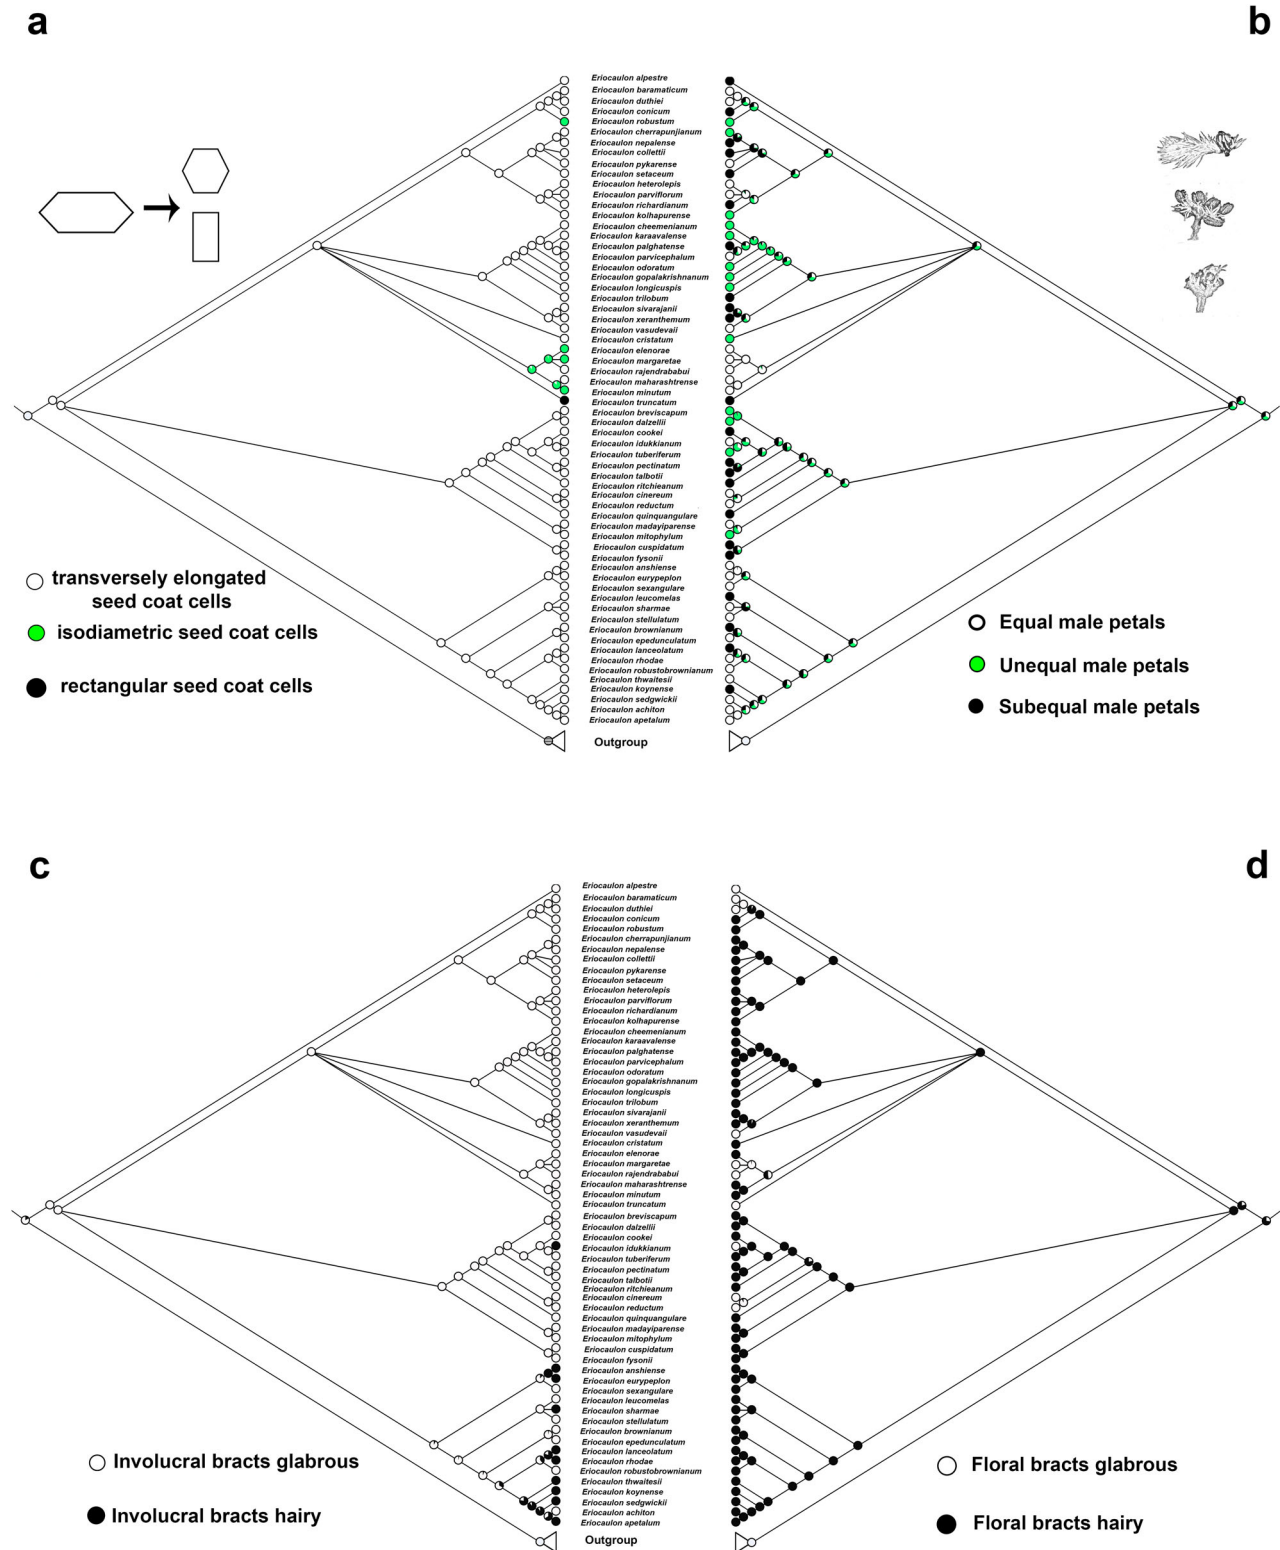 a
b
Eriocaulon alpestre
Eriocaulon baramaticum
Eriocaulon duthiei
Eriocaulon conicum
Eriocaulon robustum
Eriocaulon cherrapunjianum
Eriocaulon nepalense
Eriocaulon collettii
Eriocaulon pykarense
Eriocaulon setaceum
Eriocaulon heterolepis
Eriocaulon parviflorum
Eriocaulon richardianum
Eriocaulon kolhapurense
Eriocaulon cheemenianum
Eriocaulon karaavalense
Eriocaulon palghatense
Eriocaulon parvicephalum
Eriocaulon odoratum
Eriocaulon gopalakrishnanum
Eriocaulon longicuspis
Eriocaulon trilobum
Eriocaulon sivarajanii
Eriocaulon xeranthemum
Eriocaulon vasudevaii
Eriocaulon cristatum
Eriocaulon elenorae
Eriocaulon margaretae
Eriocaulon rajendrababui
Eriocaulon maharashtrense
Eriocaulon minutum
Eriocaulon truncatum
Eriocaulon breviscapum
Eriocaulon dalzellii
Eriocaulon cookei
Eriocaulon idukkianum
Eriocaulon tuberiferum
Eriocaulon pectinatum
Eriocaulon talbotii
Eriocaulon ritchieanum
Eriocaulon cinereum
Eriocaulon reductum
Eriocaulon quinquangulare
Eriocaulon madayiparense
Eriocaulon mitophylum
Eriocaulon cuspidatum
Eriocaulon fysonii
Eriocaulon anshiense
Eriocaulon eurypeplon
Eriocaulon sexangulare
Eriocaulon leucomelas
Eriocaulon sharmae
Eriocaulon stellulatum
Eriocaulon brownianum
Eriocaulon epedunculatum
Eriocaulon lanceolatum
Eriocaulon rhodae
Eriocaulon robustobrownianum
Eriocaulon thwaitesii
Eriocaulon koynense
Eriocaulon sedgwickii
Eriocaulon achiton
Eriocaulon apetalum
Outgroup
transversely elongated
seed coat cells
isodiametric seed coat cells
rectangular seed coat cells
Equal male petals
Unequal male petals
Subequal male petals
c
d
Eriocaulon alpestre
Eriocaulon baramaticum
Eriocaulon duthiei
Eriocaulon conicum
Eriocaulon robustum
Eriocaulon cherrapunjianum
Eriocaulon nepalense
Eriocaulon collettii
Eriocaulon pykarense
Eriocaulon setaceum
Eriocaulon heterolepis
Eriocaulon parviflorum
Eriocaulon richardianum
Eriocaulon kolhapurense
Eriocaulon cheemenianum
Eriocaulon karaavalense
Eriocaulon palghatense
Eriocaulon parvicephalum
Eriocaulon odoratum
Eriocaulon gopalakrishnanum
Eriocaulon longicuspis
Eriocaulon trilobum
Eriocaulon sivarajanii
Eriocaulon xeranthemum
Eriocaulon vasudevaii
Eriocaulon cristatum
Eriocaulon elenorae
Eriocaulon margaretae
Eriocaulon rajendrababui
Eriocaulon maharashtrense
Eriocaulon minutum
Eriocaulon truncatum
Eriocaulon breviscapum
Eriocaulon dalzellii
Eriocaulon cookei
Eriocaulon idukkianum
Eriocaulon tuberiferum
Eriocaulon pectinatum
Eriocaulon talbotii
Eriocaulon ritchieanum
Eriocaulon cinereum
Eriocaulon reductum
Eriocaulon quinquangulare
Eriocaulon madayiparense
Eriocaulon mitophylum
Eriocaulon cuspidatum
Eriocaulon fysonii
Eriocaulon anshiense
Eriocaulon eurypeplon
Eriocaulon sexangulare
Eriocaulon leucomelas
Eriocaulon sharmae
Eriocaulon stellulatum
Eriocaulon brownianum
Eriocaulon epedunculatum
Eriocaulon lanceolatum
Eriocaulon rhodae
Eriocaulon robustobrownianum
Eriocaulon thwaitesii
Eriocaulon koynense
Eriocaulon sedgwickii
Eriocaulon achiton
Eriocaulon apetalum
Outgroup
Involucral bracts glabrous
Involucral bracts hairy
Floral bracts glabrous
Floral bracts hairy